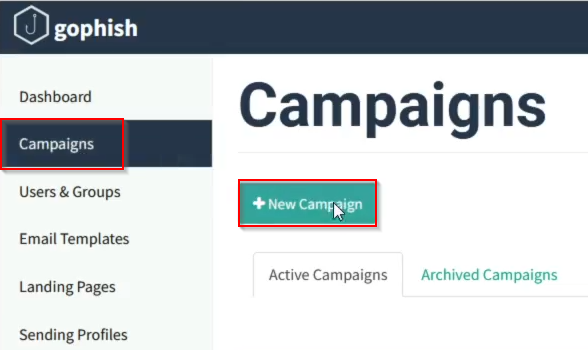 gophish
Dashboard
Campaigns
Users & Groups
Email Templates
Landing Pages
Sending Profiles
Campaigns
+ New Campaign
Active Campaigns
Archived Campaigns